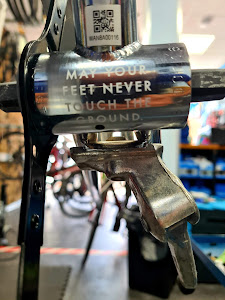 MAY YOUR
FEET NEVER
TOUCH THE
GROUND.